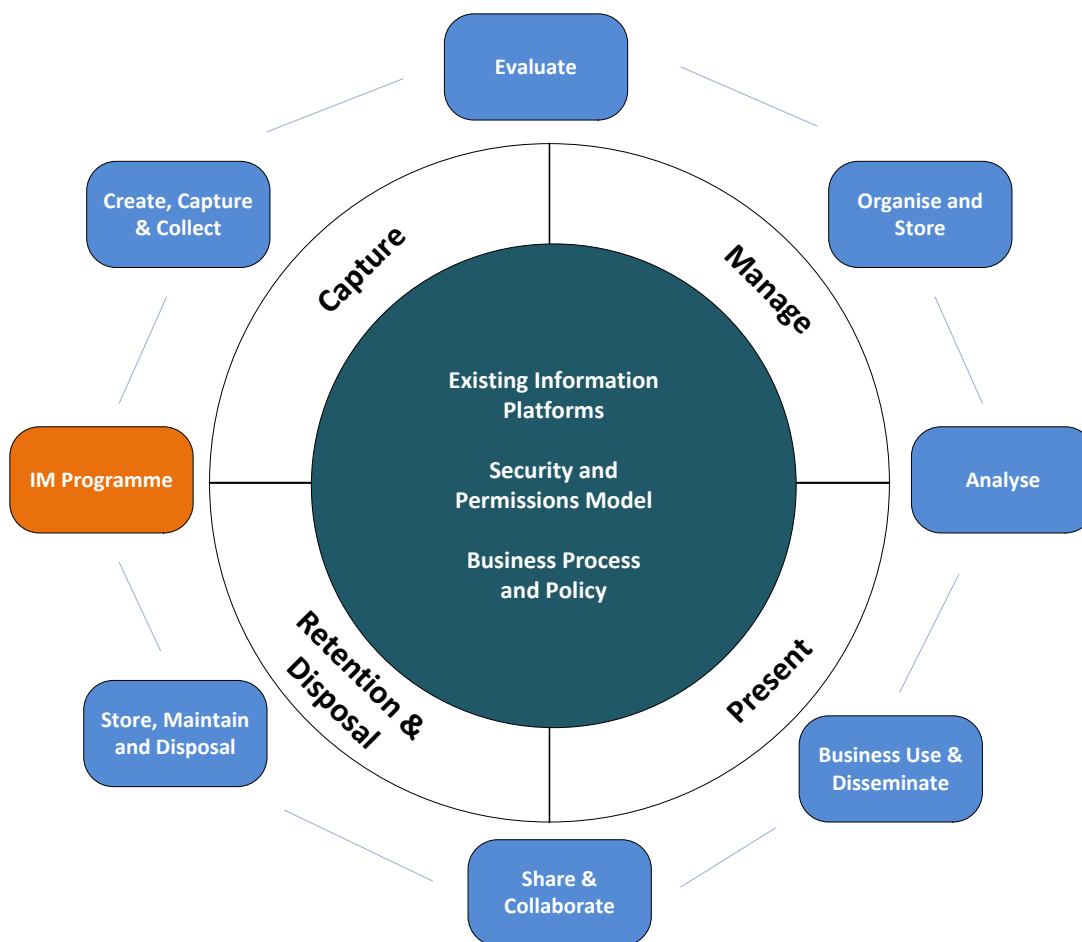 Evaluate
Create, Capture
& Collect
Organise and
Store
Capture
Manage
Existing Information
Platforms
Security and
Permissions Model
Business Process
and Policy
IM Programme
Analyse
Retention &
Disposal
Present
Store, Maintain
and Disposal
Business Use &
Disseminate
Share &
Collaborate